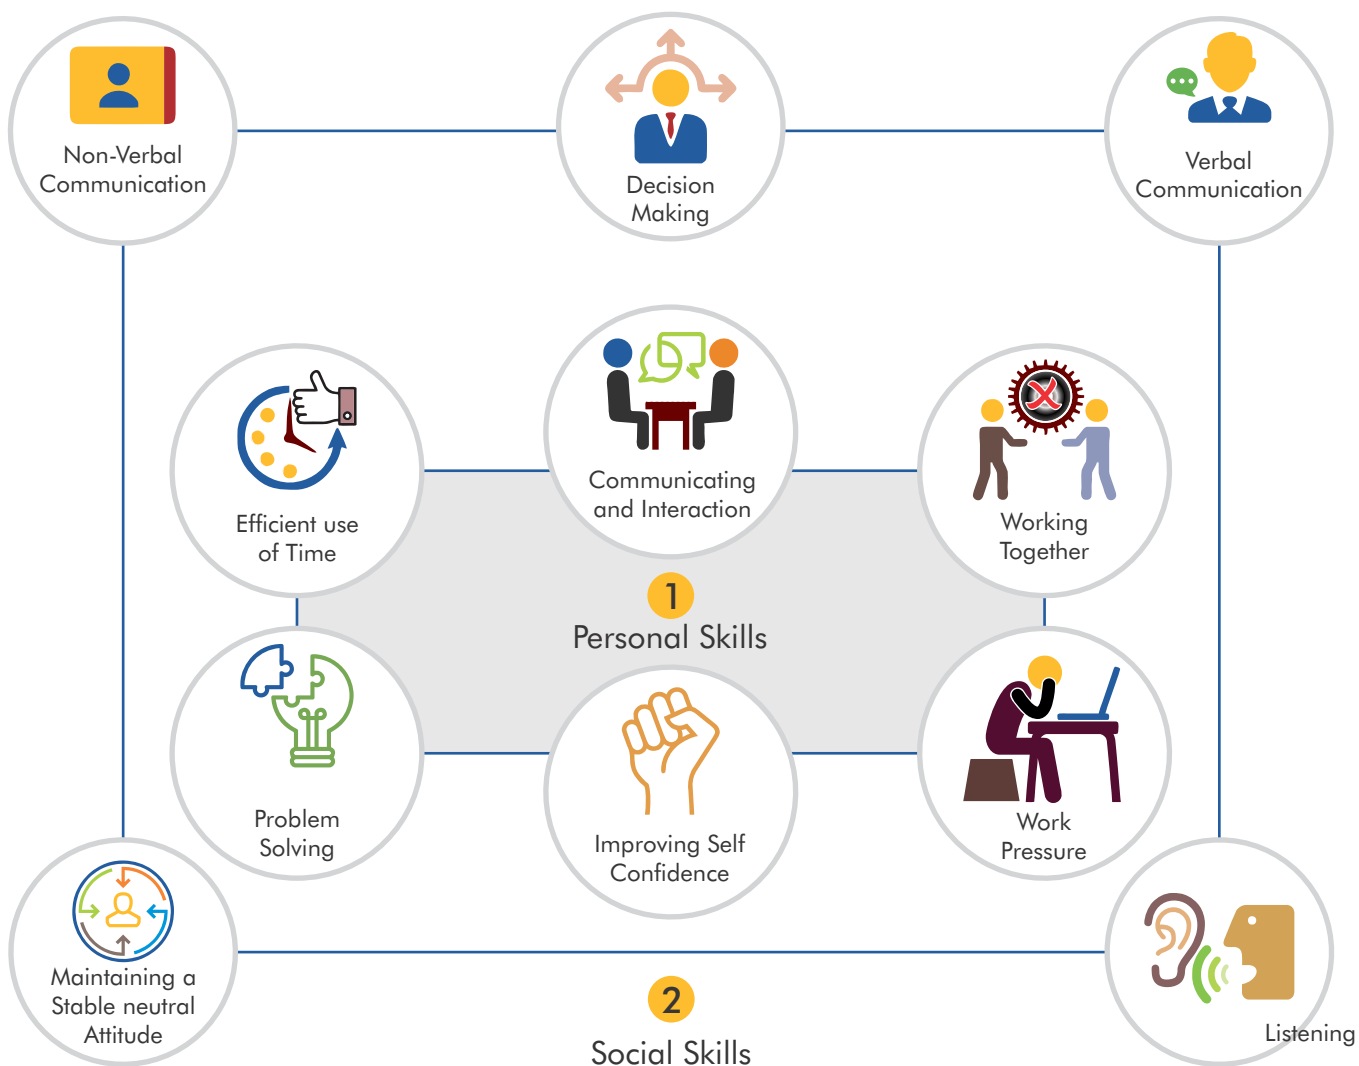 Non-Verbal
Communication
Decision
Making
Verbal
Communication
Efficient use
of Time
Communicating
and Interaction
Working
Together
1
Personal Skills
Problem
Solving
Improving Self
Confidence
Work
Pressure
Maintaining a
Stable neutral
Attitude
2
Social Skills
Listening